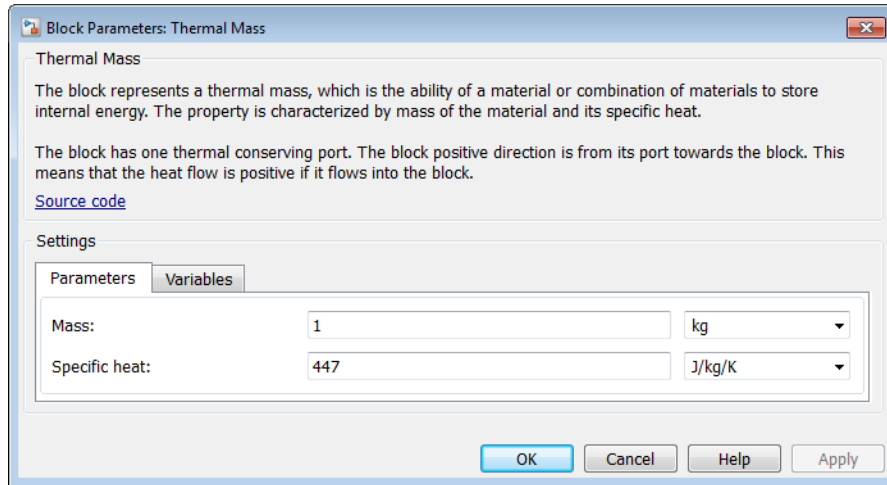 Block Parameters: Thermal Mass
Thermal Mass
The block represents a thermal mass, which is the ability of a material or combination of materials to store
internal energy. The property is characterized by mass of the material and its specific heat.
The block has one thermal conserving port. The block positive direction is from its port towards the block. This
means that the heat flow is positive if it flows into the block.
Source code
Settings
Parameters Variables
Mass: 1 kg
Specific heat: 447 J/kg/K
OK Cancel Help Apply